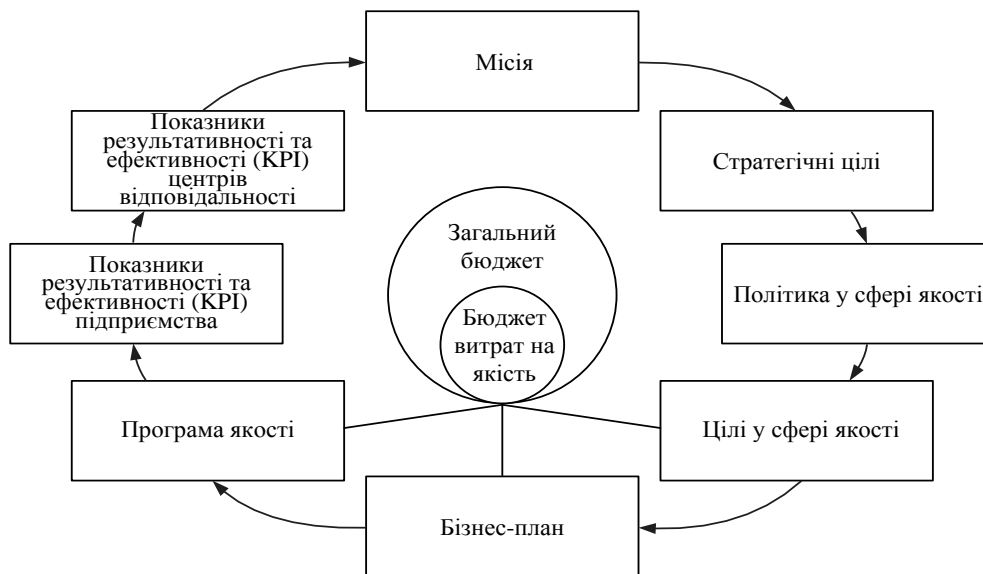 Місія
Показники
результативності та
ефективності (KPI)
центрів
відповідальності
Стратегічні цілі
Загальний
бюджет
Показники
результативності та
ефективності (KPI)
підприємства
Політика у сфері якості
Бюджет
витрат на
якість
Програма якості
Цілі у сфері якості
Бізнес-план